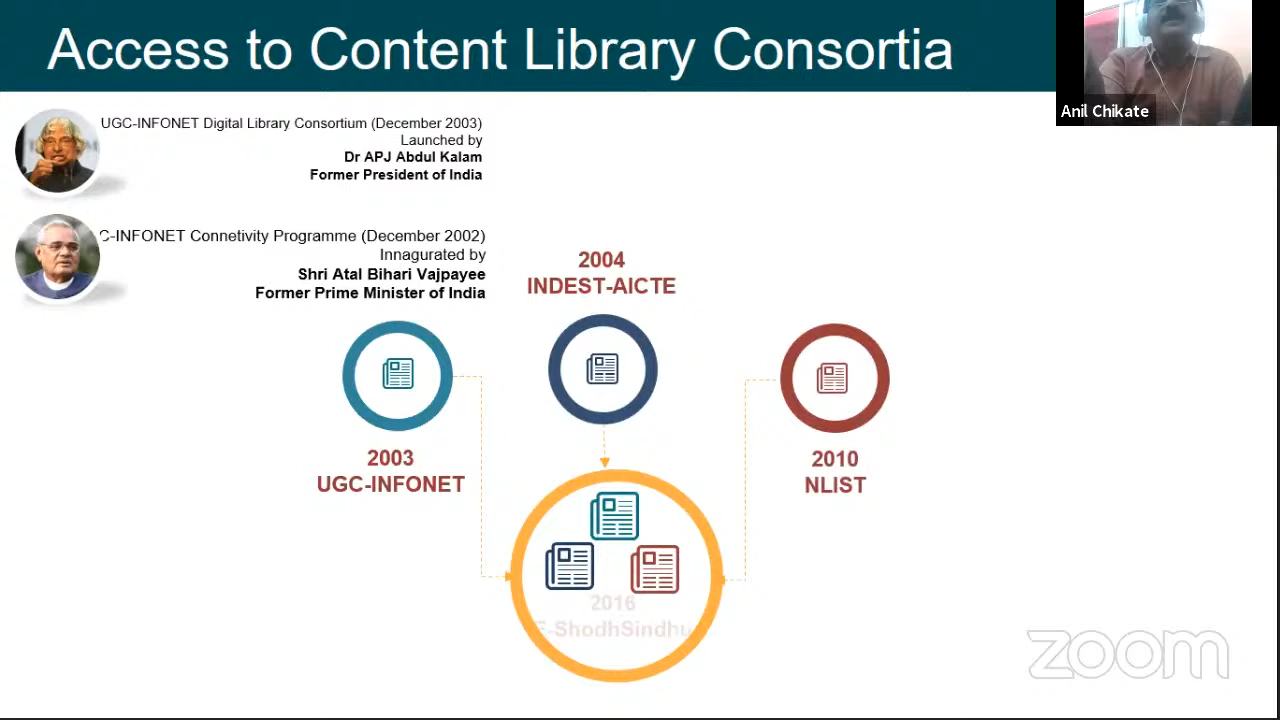 Access to Content Library Consortia
Anil Chikate
UGC-INFONET Digital Library Consortium (December 2003)
Launched by
Dr APJ Abdul Kalam
Former President of India
C-INFONET Connetivity Programme (December 2002)
Innagurated by
Shri Atal Bihari Vajpayee
Former Prime Minister of India
2004
INDEST-AICTE
2003
UGC-INFONET
2010
NLIST
2016
E-ShodhSindhu
zoom